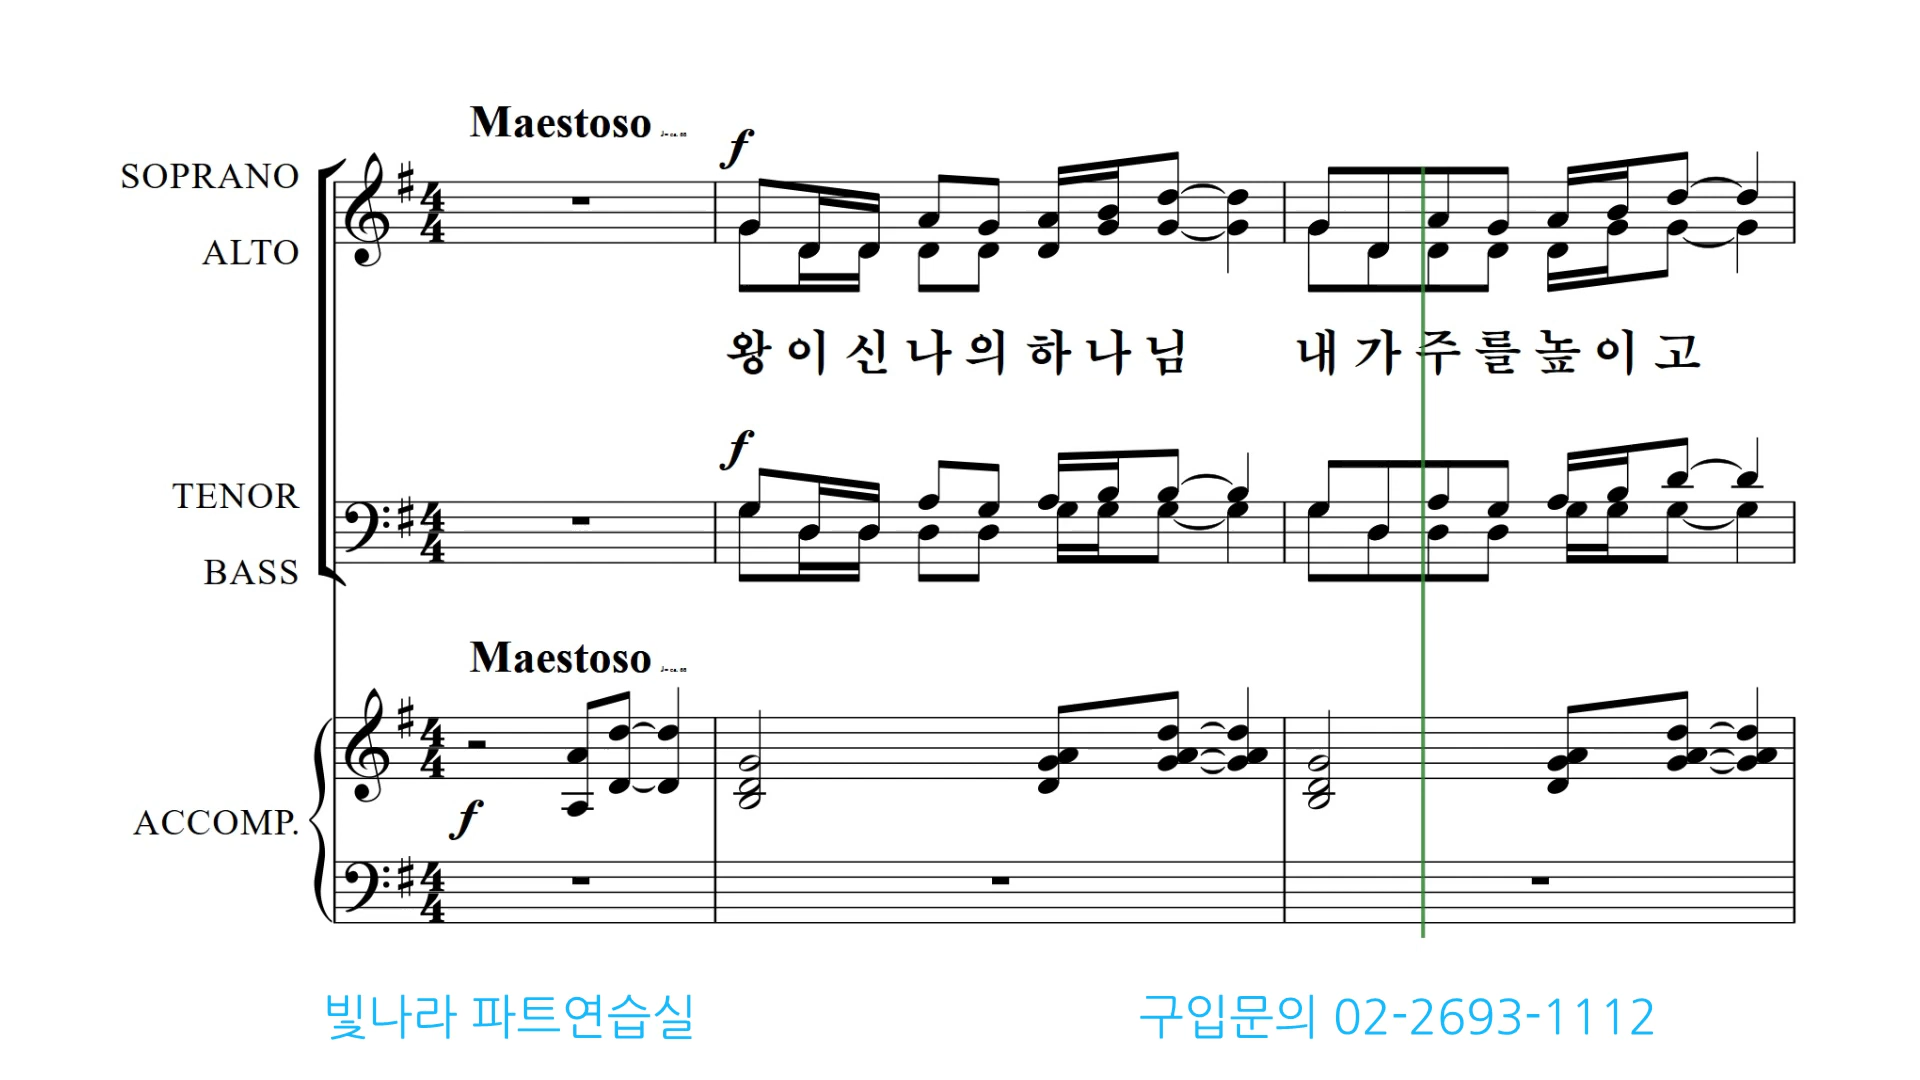 Maestoso
f
SOPRANO
ALTO
왕 이 신 나 의 하 나 님 내 가 주 를 높 이 고
f
TENOR
BASS
Maestoso
ACCOMP.
f
빛나라 파트연습실 구입문의 02-2693-1112